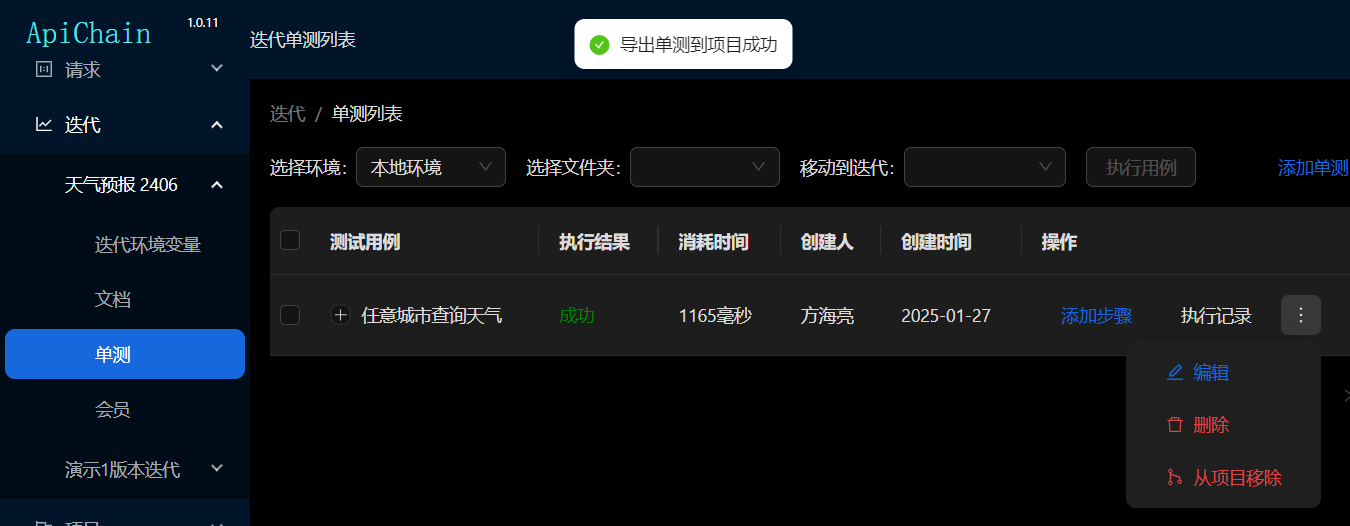 ApiChain 1.0.11
请求
迭代
天气预报 2406
迭代环境变量
文档
单测
会员
演示1版本迭代
项目
迭代单测列表
导出单测到项目成功
迭代 / 单测列表
选择环境: 本地环境 选择文件夹: 移动到迭代: 执行用例 添加单测
测试用例 执行结果 消耗时间 创建人 创建时间 操作
任意城市查询天气 成功 1165毫秒 方海亮 2025-01-27 添加步骤 执行记录
编辑
删除
从项目移除